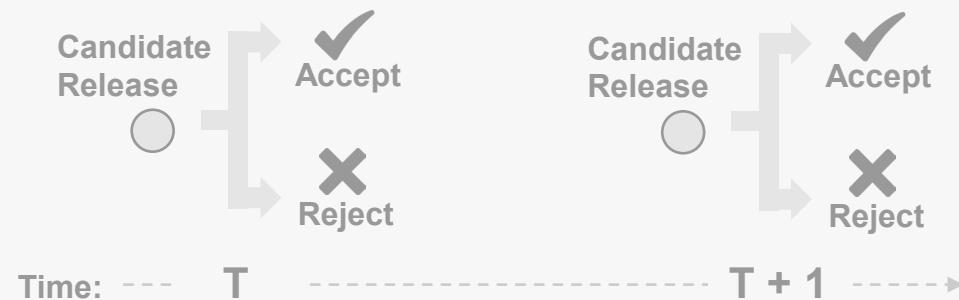 Candidate
Release
Accept
Reject
Candidate
Release
Accept
Reject
Time:
T
T + 1